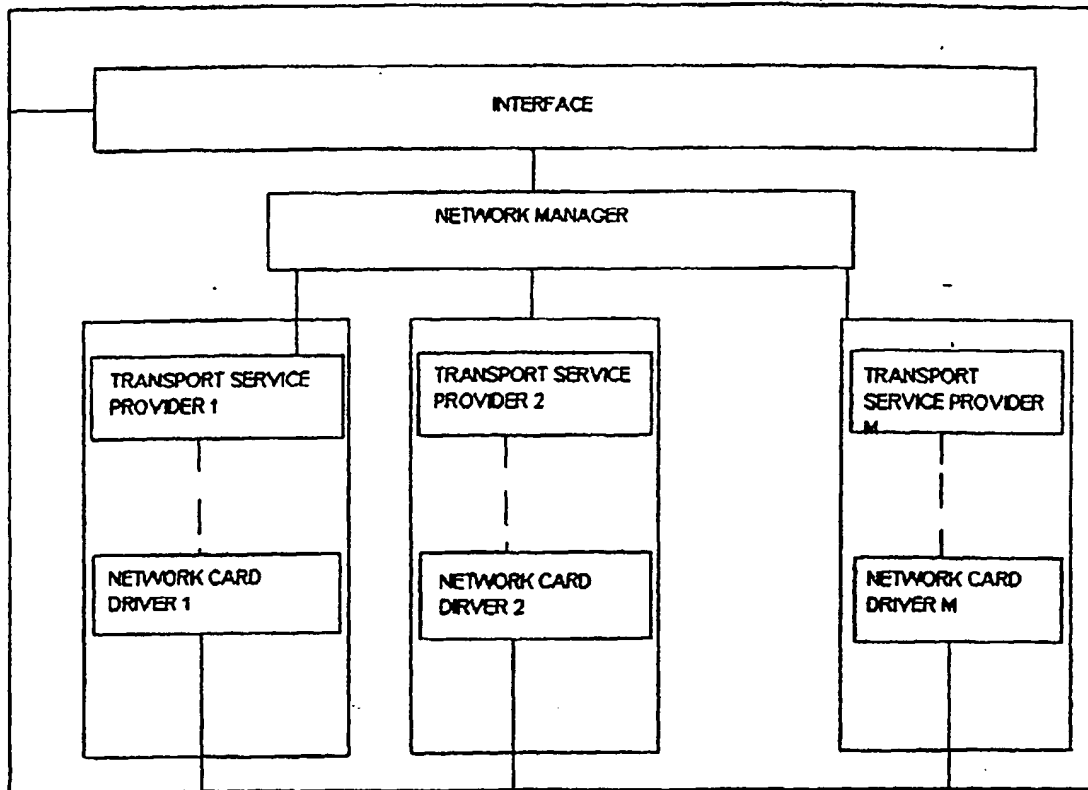 INTERFACE
NETWORK MANAGER
TRANSPORT SERVICE
PROVIDER 1
TRANSPORT SERVICE
PROVIDER 2
TRANSPORT
SERVICE PROVIDER
M
NETWORK CARD
DRIVER 1
NETWORK CARD
DIRVER 2
NETWORK CARD
DRIVER M